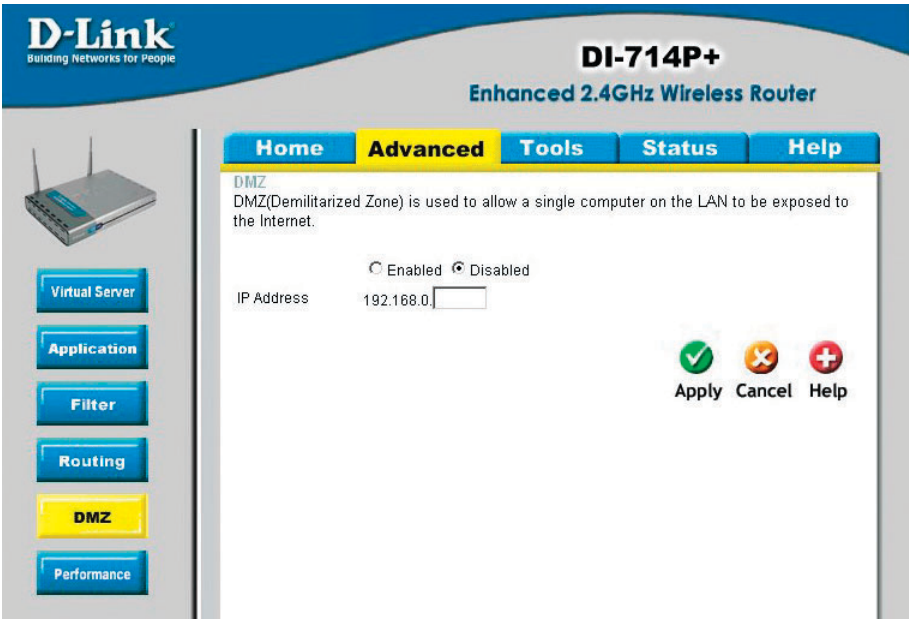 D-Link
Building Networks for People
DI-714P+
Enhanced 2.4GHz Wireless Router
Home Advanced Tools Status Help
DMZ
DMZ(Demilitarized Zone) is used to allow a single computer on the LAN to be exposed to
the Internet.
Enabled Disabled
IP Address 192.168.0.
Apply Cancel Help
Virtual Server
Application
Filter
Routing
DMZ
Performance